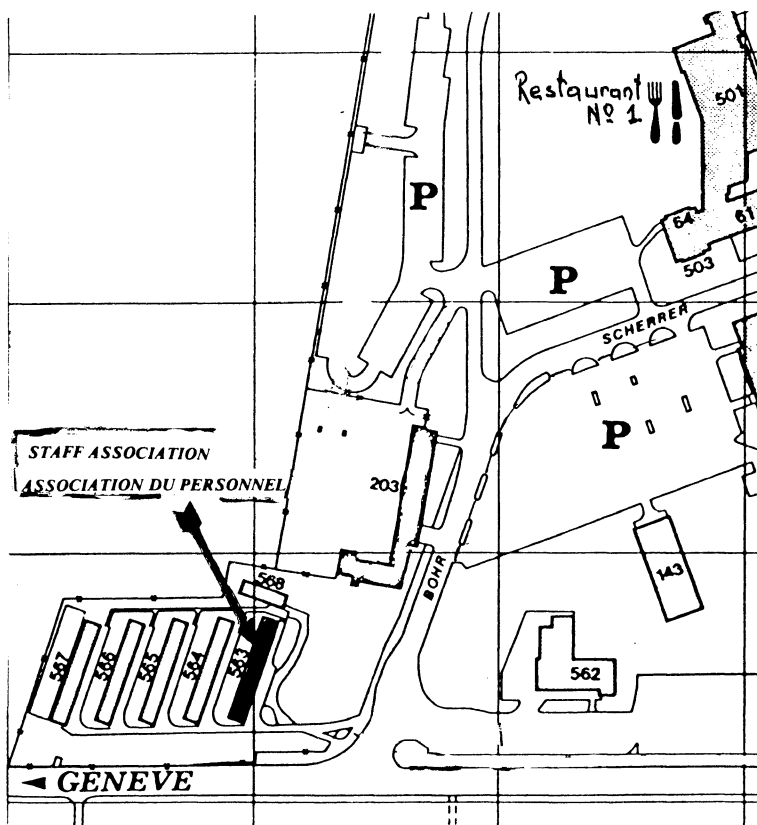 Restaurant
Nº 1
501
P
64
61
503
P
SCHERRER
P
STAFF ASSOCIATION
ASSOCIATION DU PERSONNEL
203
BOHR
143
568
567
566
565
564
563
562
GENEVE